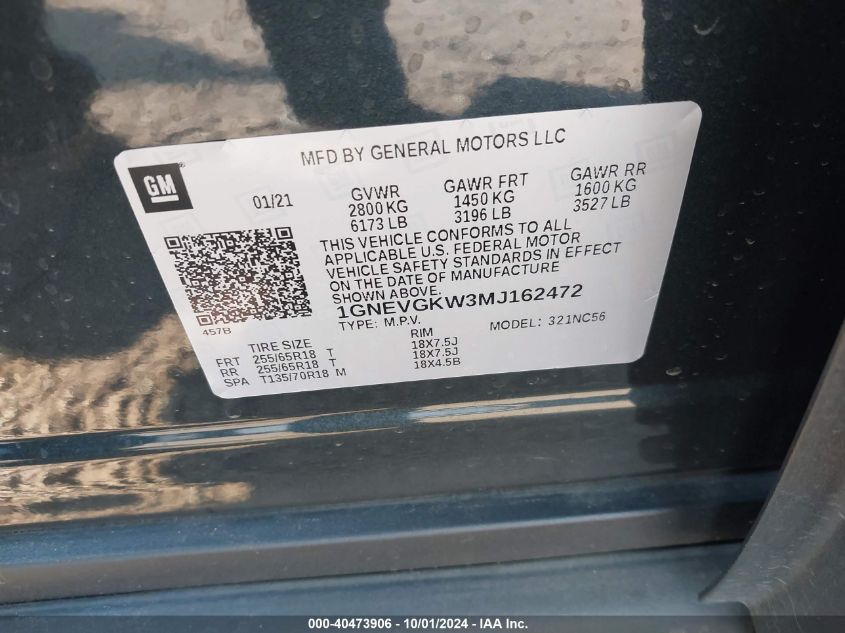 MFD BY GENERAL MOTORS LLC
GM
01/21
GVWR GAWR FRT GAWR RR
2800 KG 1450 KG 1600 KG
6173 LB 3196 LB 3527 LB
THIS VEHICLE CONFORMS TO ALL
APPLICABLE U.S. FEDERAL MOTOR
VEHICLE SAFETY STANDARDS IN EFFECT
ON THE DATE OF MANUFACTURE
SHOWN ABOVE.
1GNEVGKW3MJ162472
457B
TYPE: M.P.V. MODEL: 321NC56
TIRE SIZE RIM
FRT 255/65R18 T 18X7.5J
RR 255/65R18 T 18X7.5J
SPA T135/70R18 M 18X4.5B
000-40473906 - 10/01/2024 - IAA Inc.